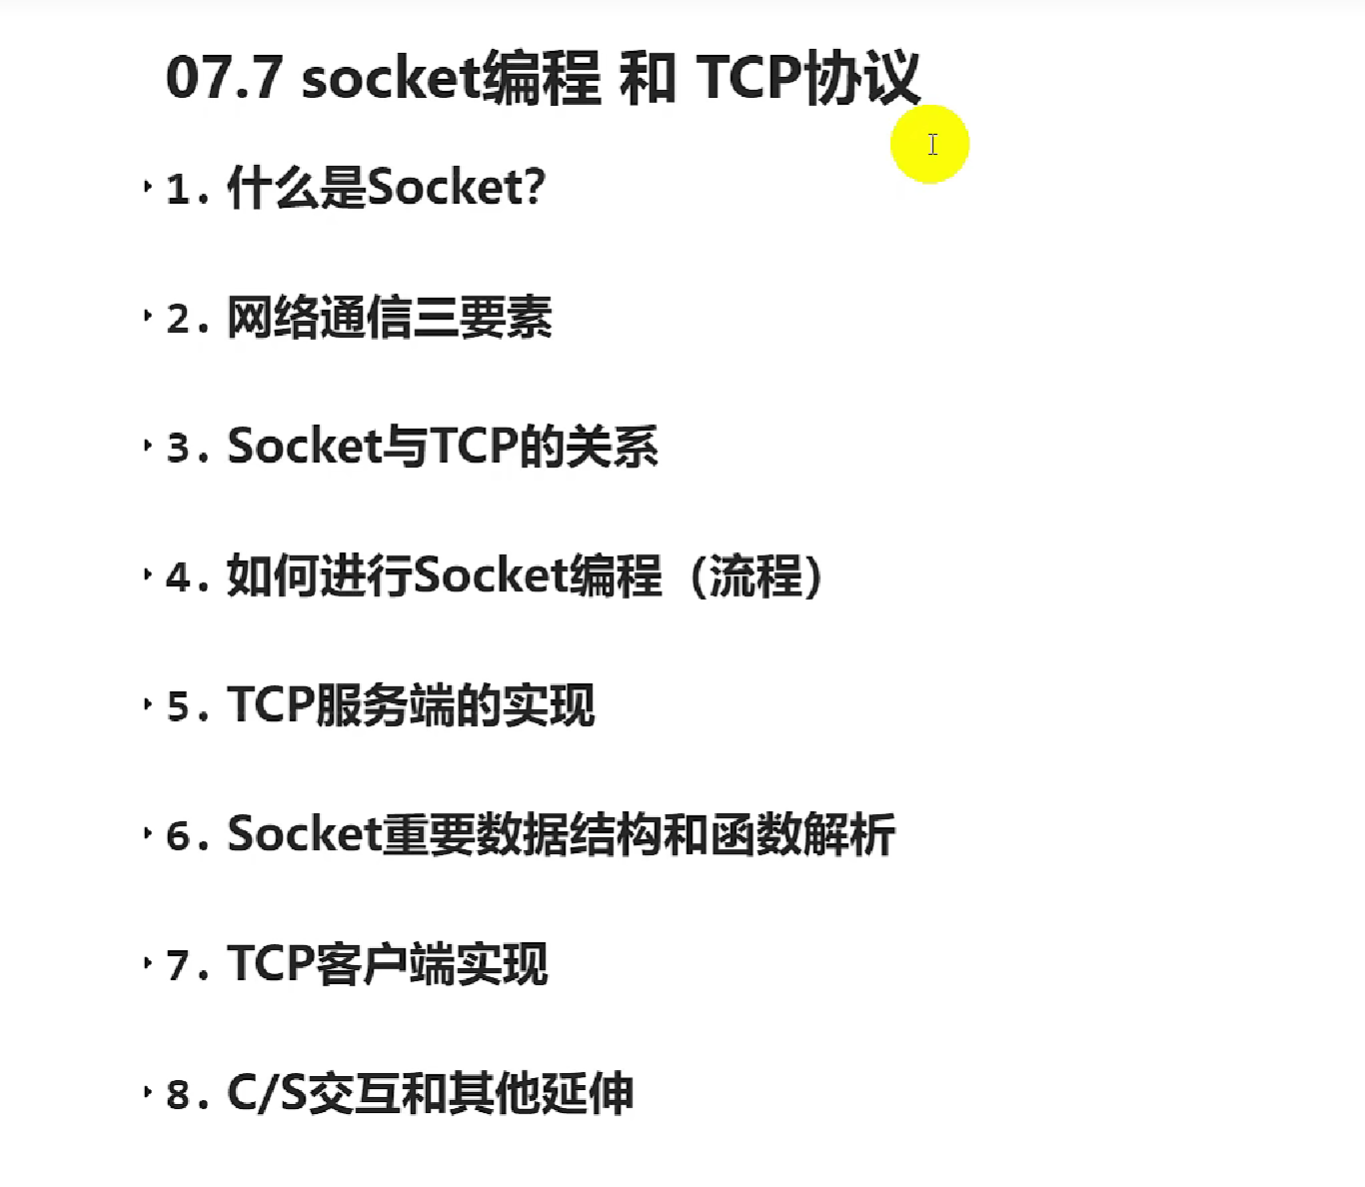 07.7 socket编程 和 TCP协议
1. 什么是Socket?
2. 网络通信三要素
3. Socket与TCP的关系
4. 如何进行Socket编程（流程）
5. TCP服务端的实现
6. Socket重要数据结构和函数解析
7. TCP客户端实现
8. C/S交互和其他延伸